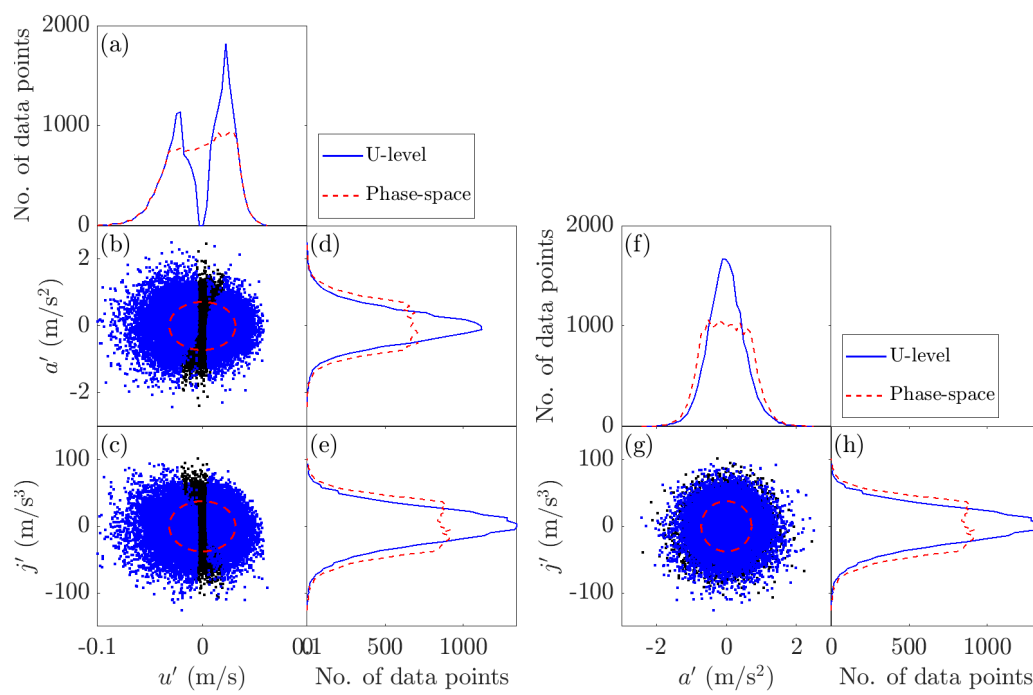 2000
(a)
1000
0
No. of data points
U-level
Phase-space
(b)
2
0
-2
a′ (m/s²)
(d)
(c)
100
0
-100
j′ (m/s³)
(e)
-0.1
0
0.1
u′ (m/s)
0
500
1000
No. of data points
2000
(f)
1000
0
No. of data points
U-level
Phase-space
(g)
100
0
-100
j′ (m/s³)
(h)
-2
0
2
a′ (m/s²)
0
500
1000
No. of data points